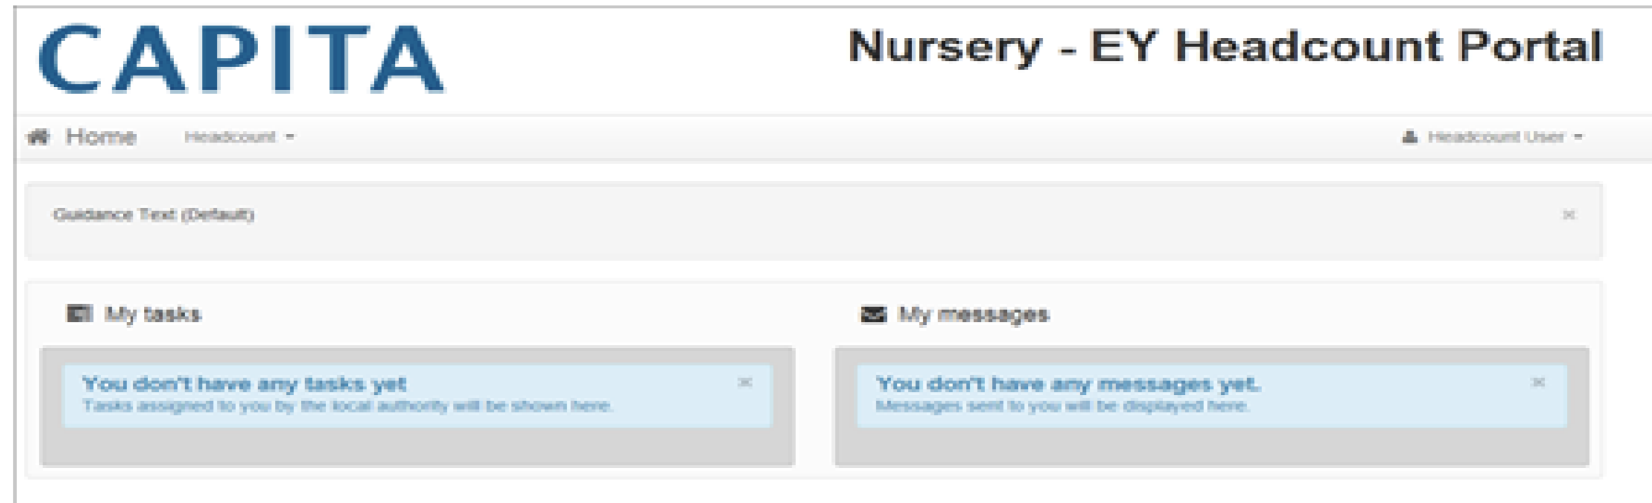 CAPITA
Nursery - EY Headcount Portal
Home Headcount Headcount User
Guidance Text (Default)
My tasks
My messages
You don't have any tasks yet
Tasks assigned to you by the local authority will be shown here.
You don't have any messages yet.
Messages sent to you will be displayed here.